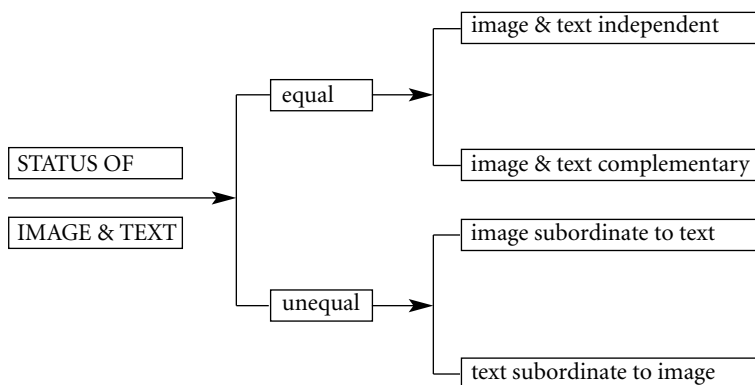 image & text independent
equal
STATUS OF
image & text complementary
IMAGE & TEXT
image subordinate to text
unequal
text subordinate to image